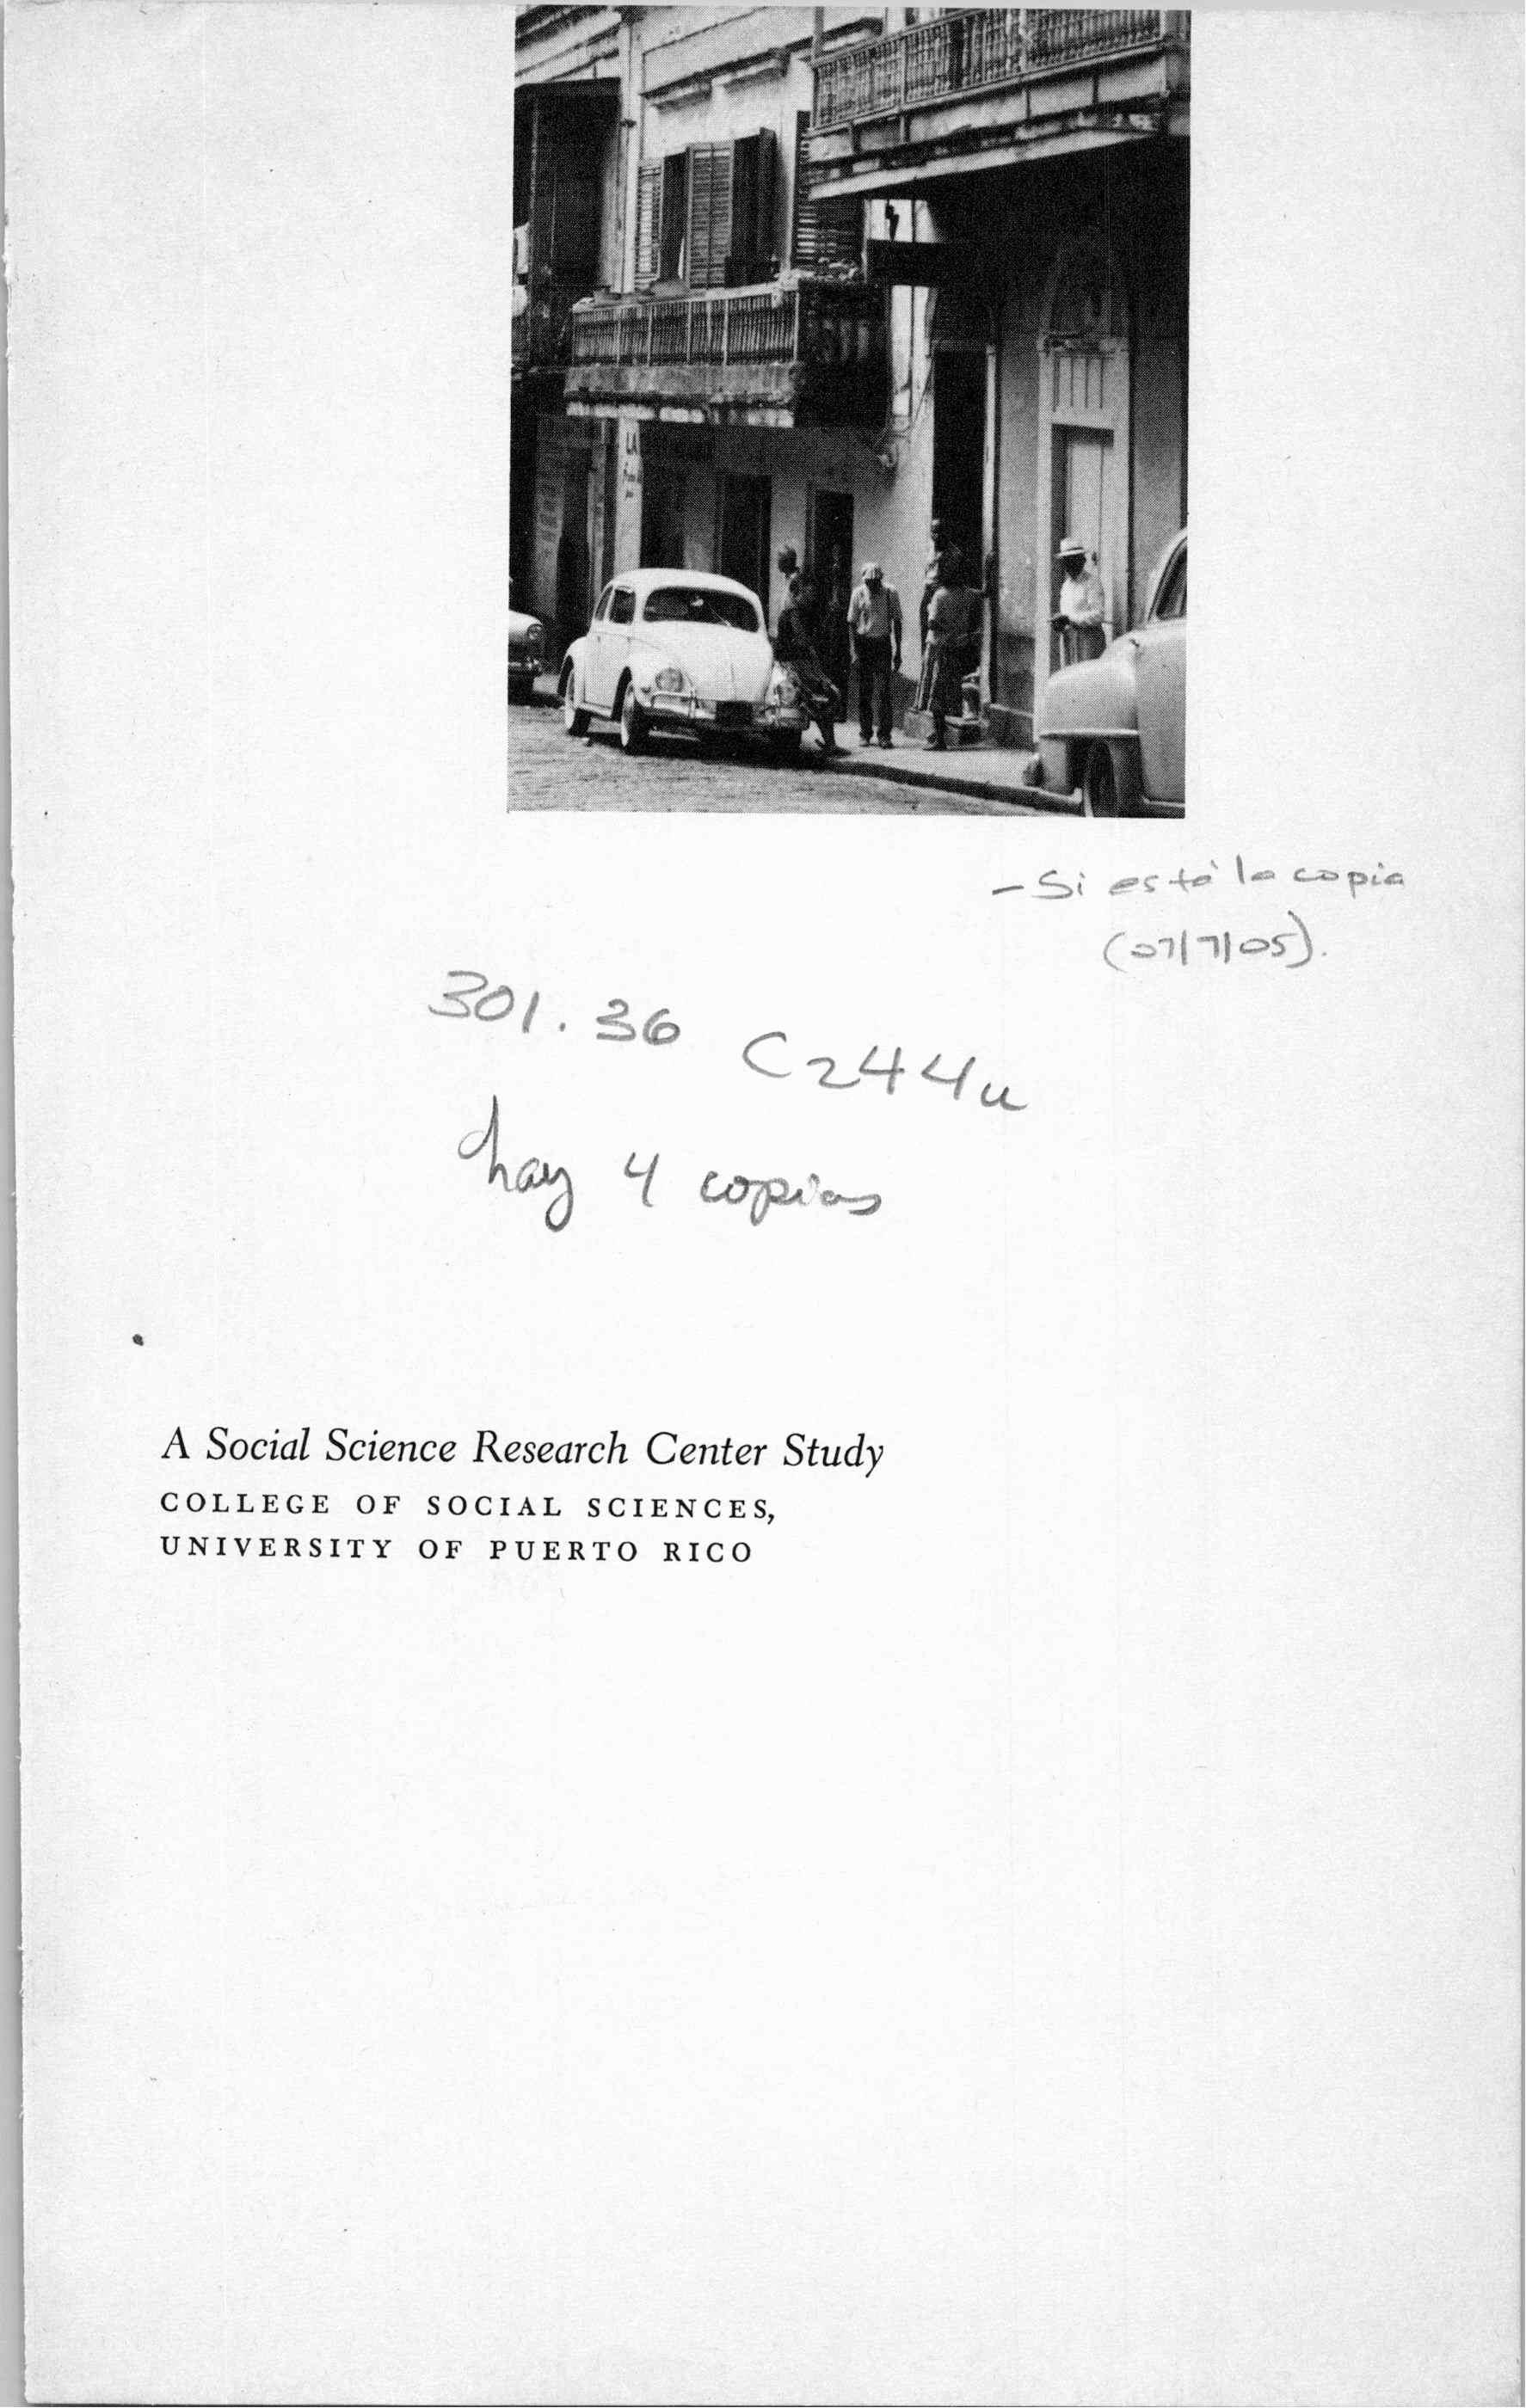 LA
- Si está la copia
(07/7/05).
301.36 C244u
hay 4 copias
A Social Science Research Center Study
COLLEGE OF SOCIAL SCIENCES,
UNIVERSITY OF PUERTO RICO